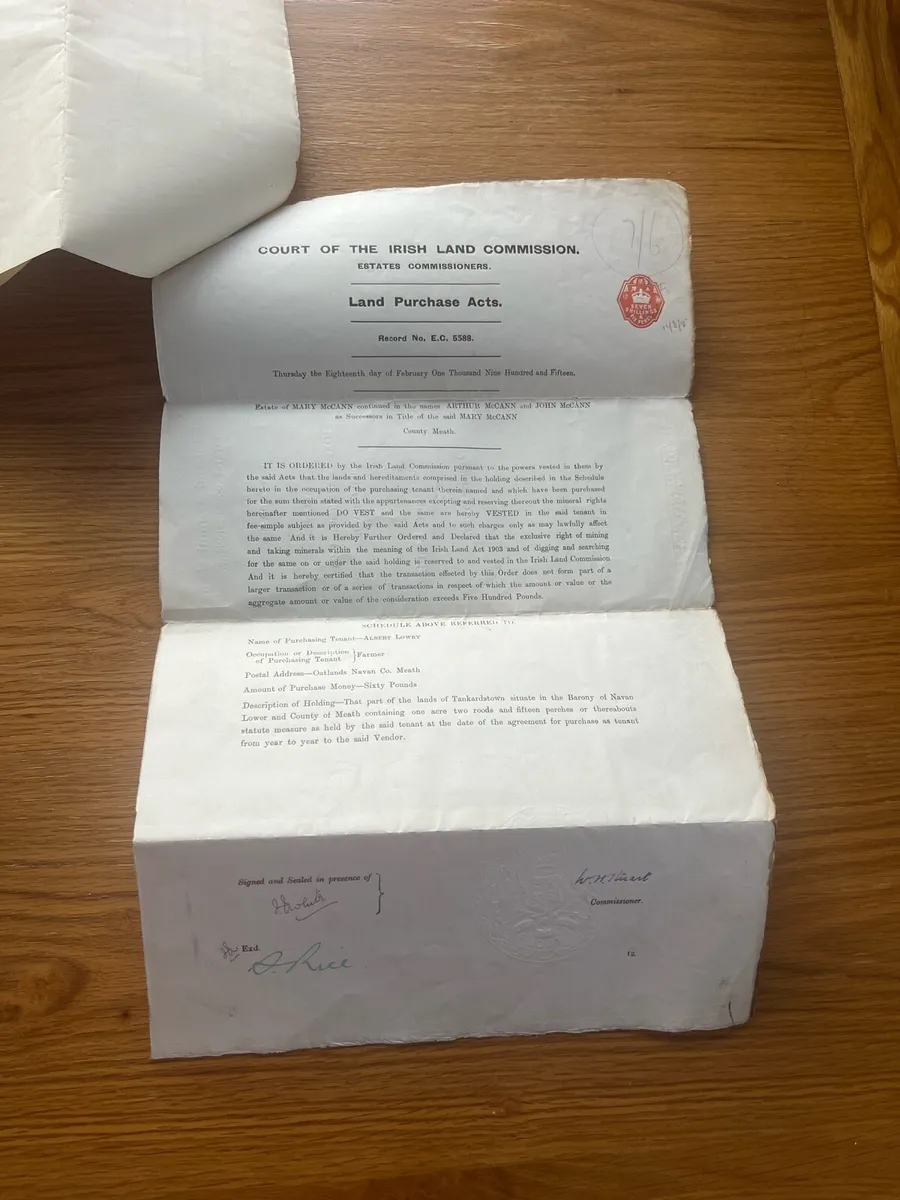 7/6
COURT OF THE IRISH LAND COMMISSION.
ESTATES COMMISSIONERS.
SEVEN
SHILLINGS
Land Purchase Acts.
Record No. E.C. 5588.
Thursday the Eighteenth day of February One Thousand Nine Hundred and Fifteen.
Estate of MARY McCANN continued in the names ARTHUR McCANN and JOHN McCANN
as Successors in Title of the said MARY McCANN
County Meath.
IT IS ORDERED by the Irish Land Commission pursuant to the powers vested in them by
the said Acts that the lands and hereditaments comprised in the holding described in the Schedule
hereto in the occupation of the purchasing tenant therein named and which have been purchased
for the sum therein stated with the appurtenances excepting and reserving thereout the mineral rights
hereinafter mentioned DO VEST and the same are hereby VESTED in the said tenant in
fee-simple subject as provided by the said Acts and to such charges only as may lawfully affect
the same And it is Hereby Further Ordered and Declared that the exclusive right of mining
and taking minerals within the meaning of the Irish Land Act 1903 and of digging and searching
for the same on or under the said holding is reserved to and vested in the Irish Land Commission
And it is hereby certified that the transaction effected by this Order does not form part of a
larger transaction or of a series of transactions in respect of which the amount or value or the
aggregate amount or value of the consideration exceeds Five Hundred Pounds.
SCHEDULE ABOVE REFERRED TO.
Name of Purchasing Tenant—ALBERT LOWRY
Occupation or Description
of Purchasing Tenant }Farmer
Postal Address—Oatlands Navan Co. Meath
Amount of Purchase Money—Sixty Pounds
Description of Holding—That part of the lands of Tankardstown situate in the Barony of Navan
Lower and County of Meath containing one acre two roods and fifteen perches or thereabouts
statute measure as held by the said tenant at the date of the agreement for purchase as tenant
from year to year to the said Vendor.
Signed and Sealed in presence of }
Commissioner.
Exd
Rice
12